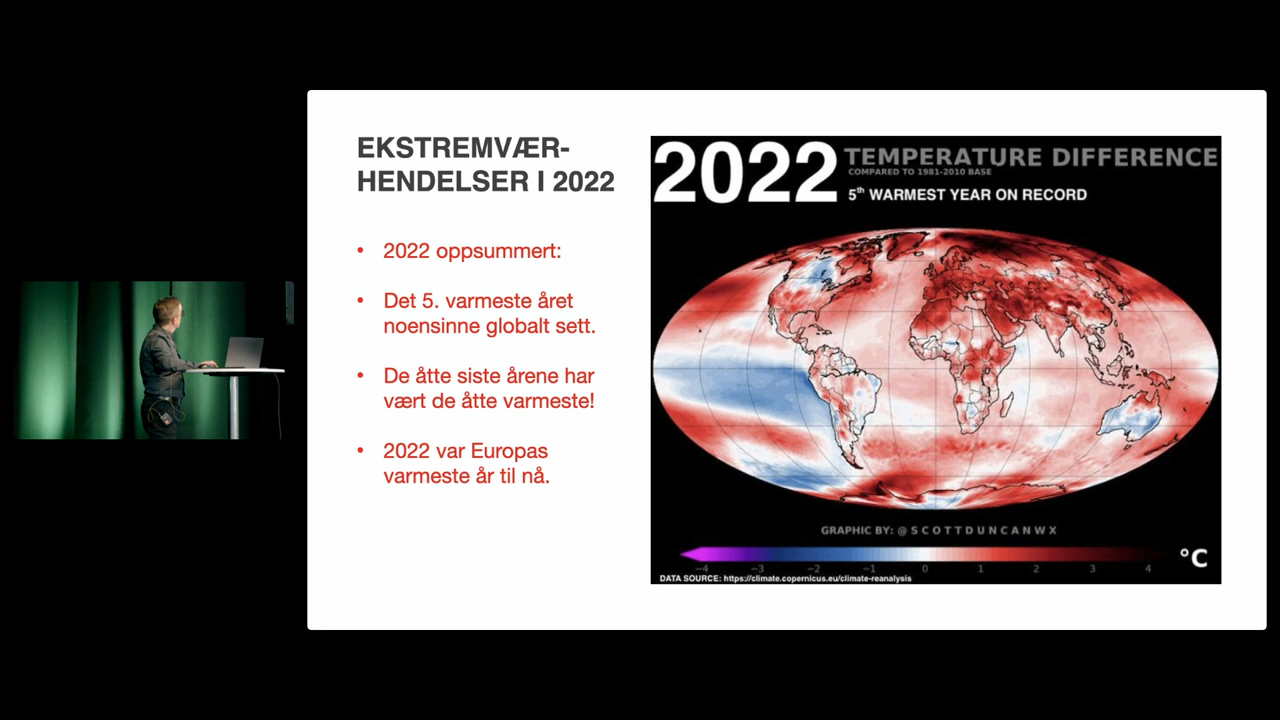 EKSTREMVÆR-
HENDELSER I 2022
• 2022 oppsummert:
• Det 5. varmeste året
noensinne globalt sett.
• De åtte siste årene har
vært de åtte varmeste!
• 2022 var Europas
varmeste år til nå.
2022 TEMPERATURE DIFFERENCE
COMPARED TO 1981-2010 BASE
5th WARMEST YEAR ON RECORD
GRAPHIC BY: @SCOTTDUNCANWX
°C
-4 -3 -2 -1 0 1 2 3 4
DATA SOURCE: https://climate.copernicus.eu/climate-reanalysis